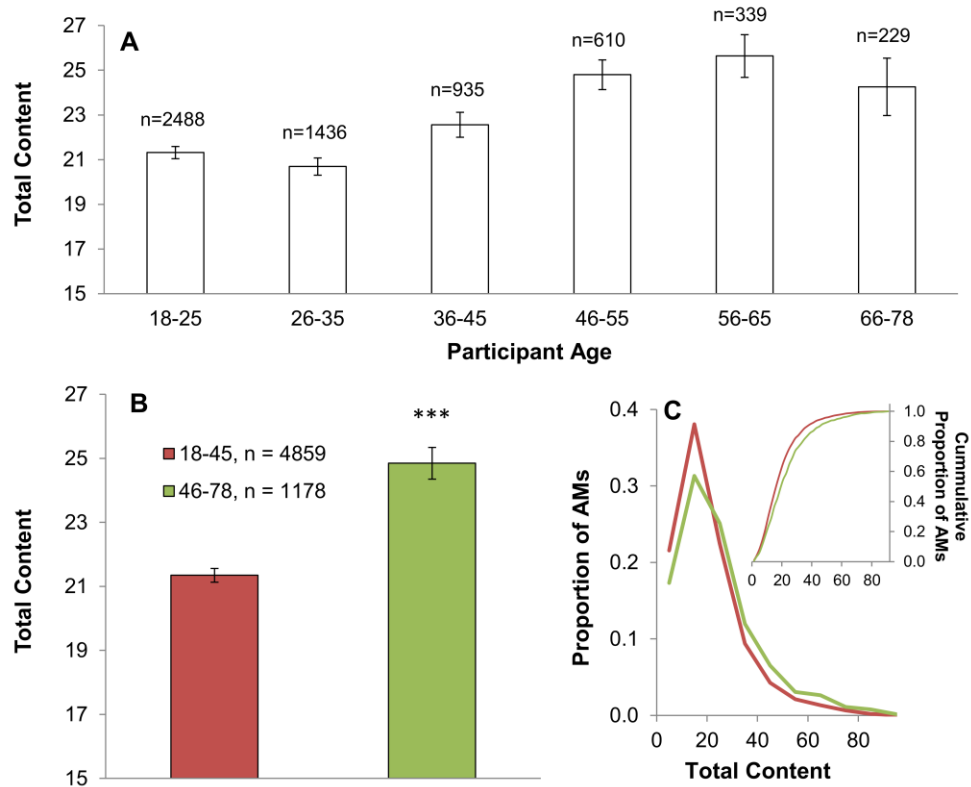 A
Total Content
27
25
23
21
19
17
15
n=2488
n=1436
n=935
n=610
n=339
n=229
18-25
26-35
36-45
46-55
56-65
66-78
Participant Age
B
Total Content
27
25
23
21
19
17
15
***
18-45, n = 4859
46-78, n = 1178
C
Proportion of AMs
0.4
0.3
0.2
0.1
0.0
0
20
40
60
80
Total Content
1.0
0.8
0.6
0.4
0.2
0.0
0
20
40
60
80
Cummulative
Proportion of AMs